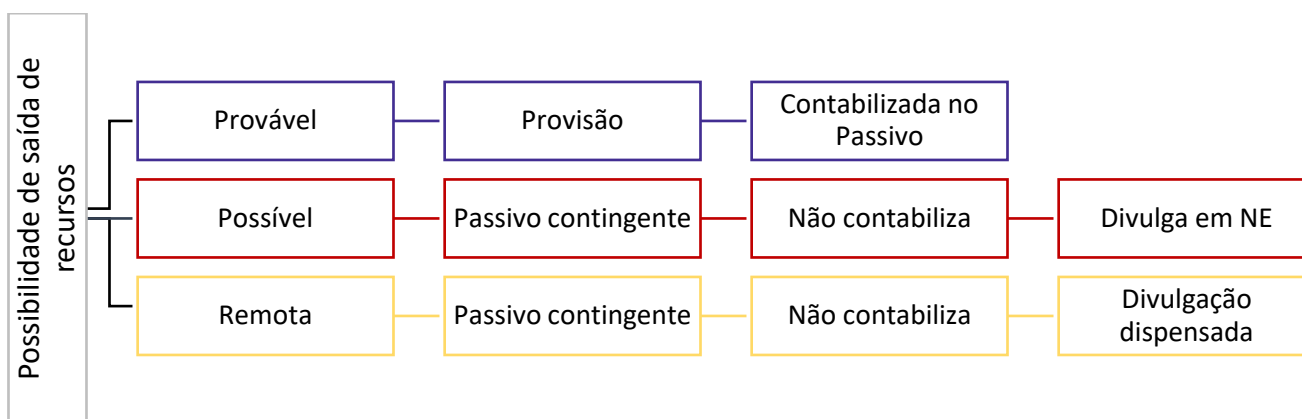 Possibilidade de saída de
recursos
Provável
Provisão
Contabilizada no
Passivo
Possível
Passivo contingente
Não contabiliza
Divulga em NE
Remota
Passivo contingente
Não contabiliza
Divulgação
dispensada